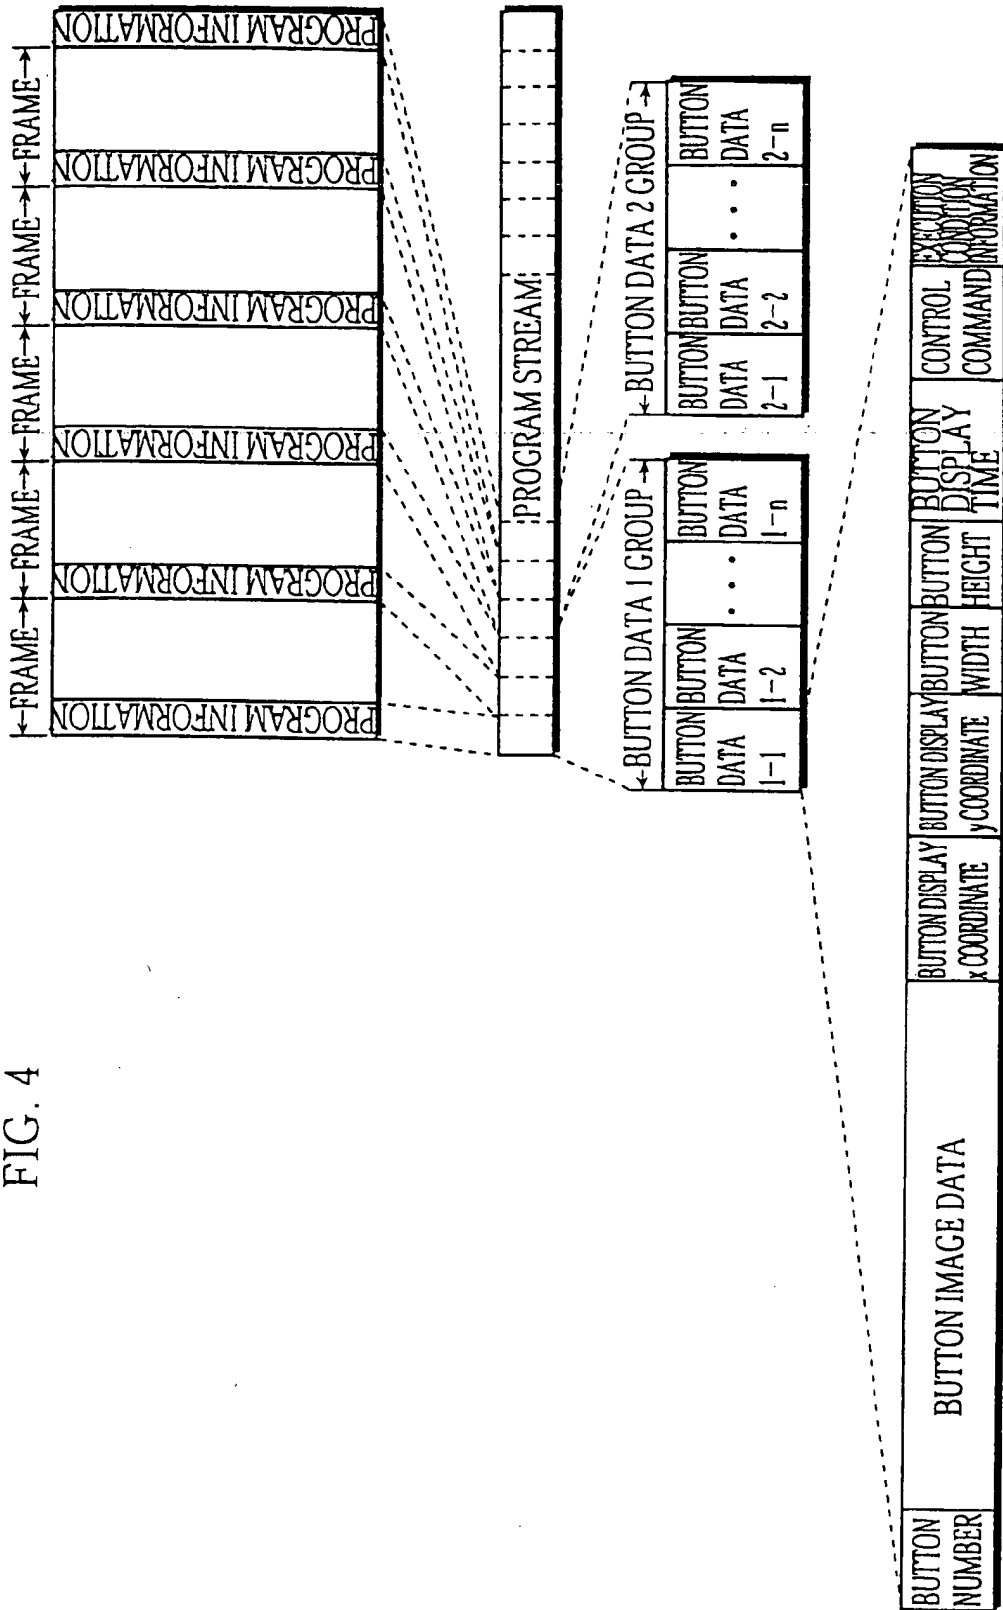 FIG. 4
FRAME
FRAME
FRAME
FRAME
FRAME
PROGRAM INFORMATION
PROGRAM INFORMATION
PROGRAM INFORMATION
PROGRAM INFORMATION
PROGRAM INFORMATION
PROGRAM INFORMATION
PROGRAM STREAM
BUTTON DATA 1 GROUP
BUTTON DATA 2 GROUP
BUTTON
DATA
1-1
BUTTON
DATA
1-2
• • •
BUTTON
DATA
1-n
BUTTON
DATA
2-1
BUTTON
DATA
2-2
• • •
BUTTON
DATA
2-n
BUTTON
NUMBER
BUTTON IMAGE DATA
BUTTON DISPLAY
x COORDINATE
BUTTON DISPLAY
y COORDINATE
BUTTON
WIDTH
BUTTON
HEIGHT
BUTTON
DISPLAY
TIME
CONTROL
COMMAND
EXECUTION
CONDITION
INFORMATION